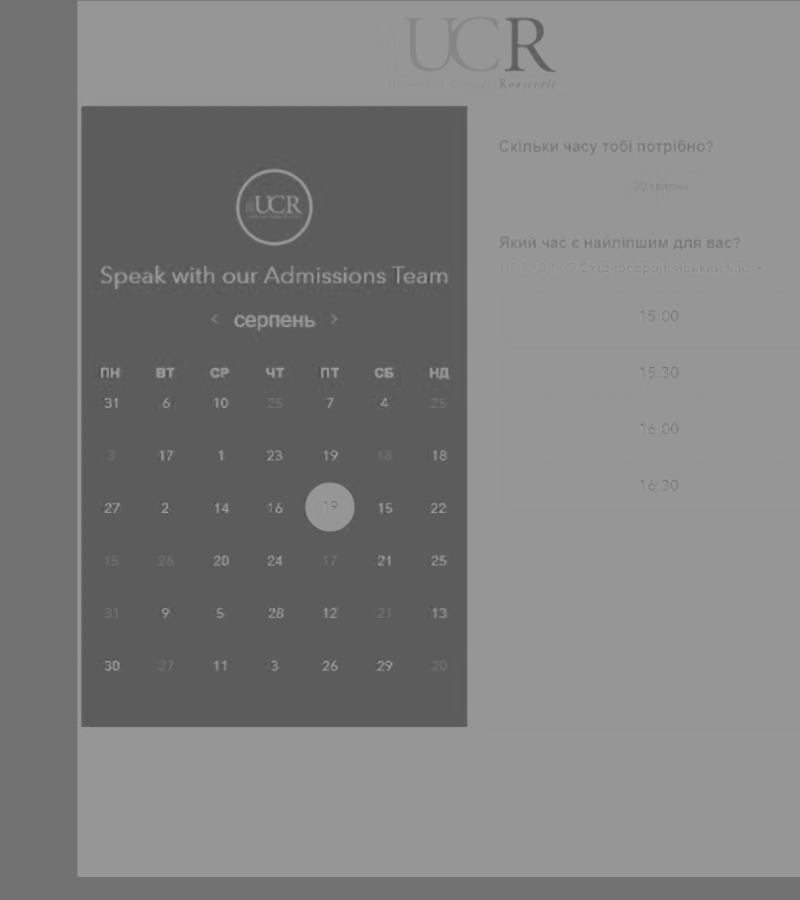 UCR
Roosevelt
Скільки часу тобі потрібно?
30 хвилин
Який час є найліпшим для вас?
Східноєвропейський час
15:00
15:30
16:00
16:30
UCR
Speak with our Admissions Team
< серпень >
ПН ВТ СР ЧТ ПТ СБ НД
31 6 10 25 7 4 25
3 17 1 23 19 18 18
27 2 14 16 19 15 22
15 26 20 24 17 21 25
31 9 5 28 12 21 13
30 27 11 3 26 29 20